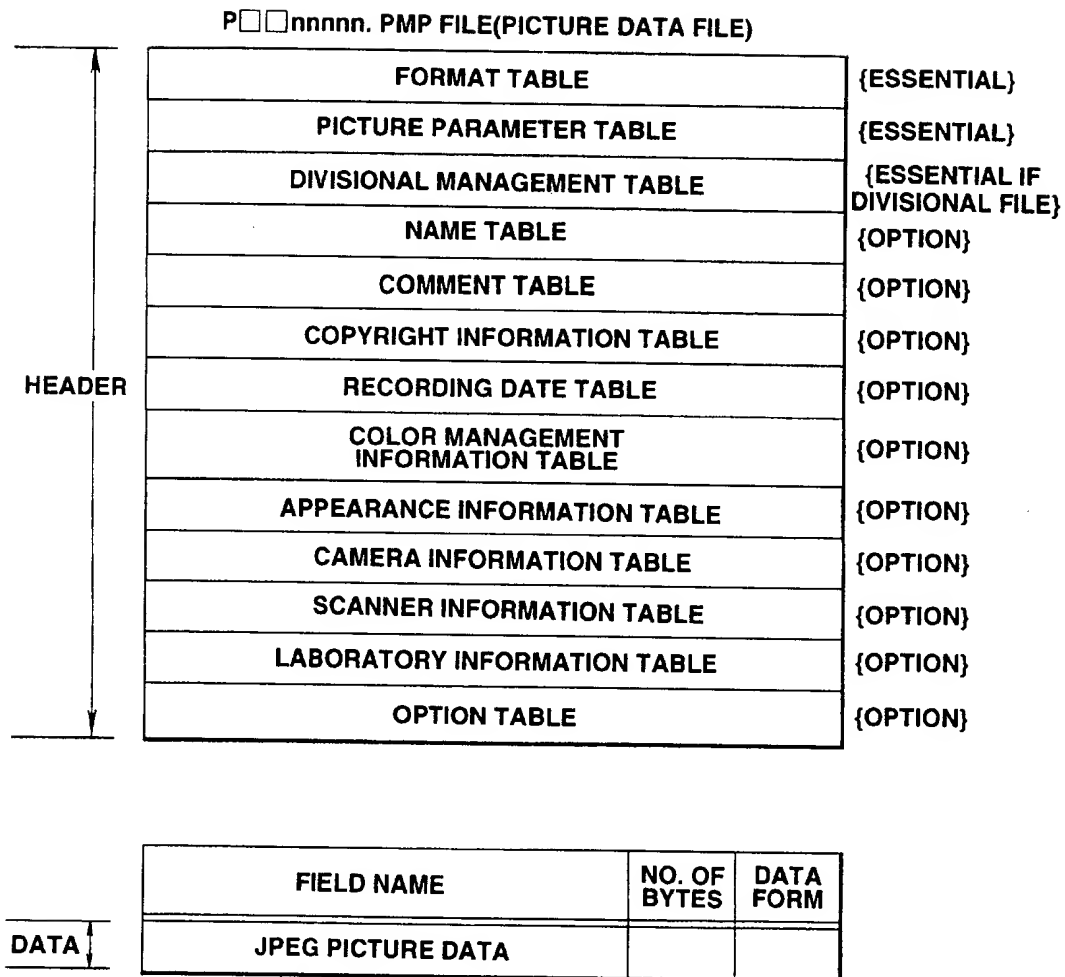 P□□nnnnn. PMP FILE(PICTURE DATA FILE)
FORMAT TABLE {ESSENTIAL}
PICTURE PARAMETER TABLE {ESSENTIAL}
DIVISIONAL MANAGEMENT TABLE {ESSENTIAL IF
DIVISIONAL FILE}
NAME TABLE {OPTION}
COMMENT TABLE {OPTION}
COPYRIGHT INFORMATION TABLE {OPTION}
HEADER RECORDING DATE TABLE {OPTION}
COLOR MANAGEMENT
INFORMATION TABLE {OPTION}
APPEARANCE INFORMATION TABLE {OPTION}
CAMERA INFORMATION TABLE {OPTION}
SCANNER INFORMATION TABLE {OPTION}
LABORATORY INFORMATION TABLE {OPTION}
OPTION TABLE {OPTION}
FIELD NAME NO. OF BYTES DATA FORM
DATA JPEG PICTURE DATA